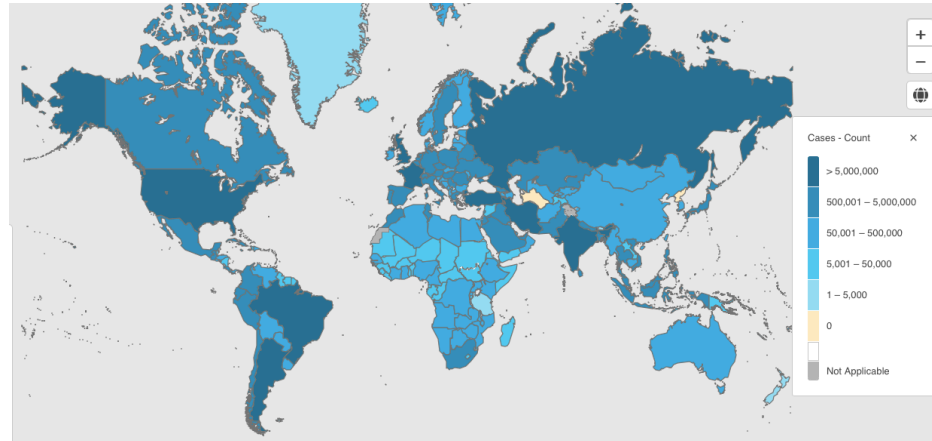 +
−
Cases - Count ×
> 5,000,000
500,001 – 5,000,000
50,001 – 500,000
5,001 – 50,000
1 – 5,000
0
Not Applicable